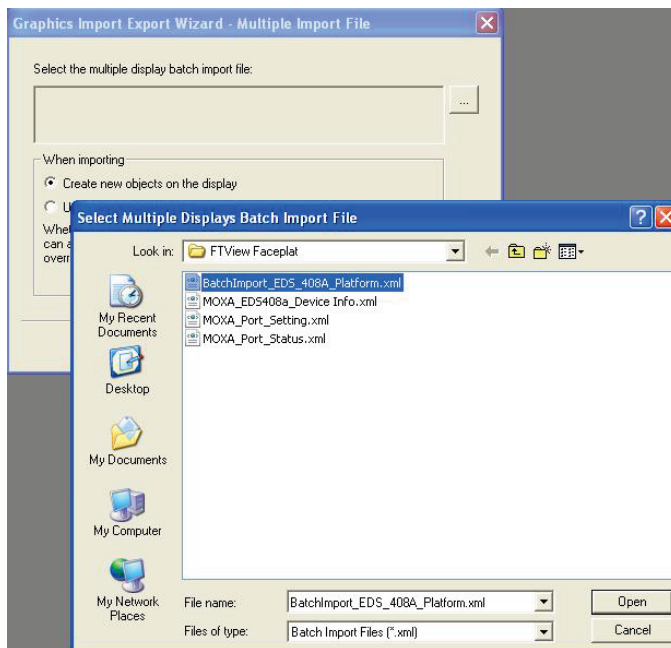 Graphics Import Export Wizard - Multiple Import File
Select the multiple display batch import file:
...
When importing
Create new objects on the display
U
Whet
can a
overr
Select Multiple Displays Batch Import File
Look in: FTView Faceplat
BatchImport_EDS_408A_Platform.xml
MOXA_EDS408a_Device Info.xml
MOXA_Port_Setting.xml
MOXA_Port_Status.xml
My Recent
Documents
Desktop
My Documents
My Computer
My Network
Places
File name: BatchImport_EDS_408A_Platform.xml Open
Files of type: Batch Import Files (*.xml) Cancel